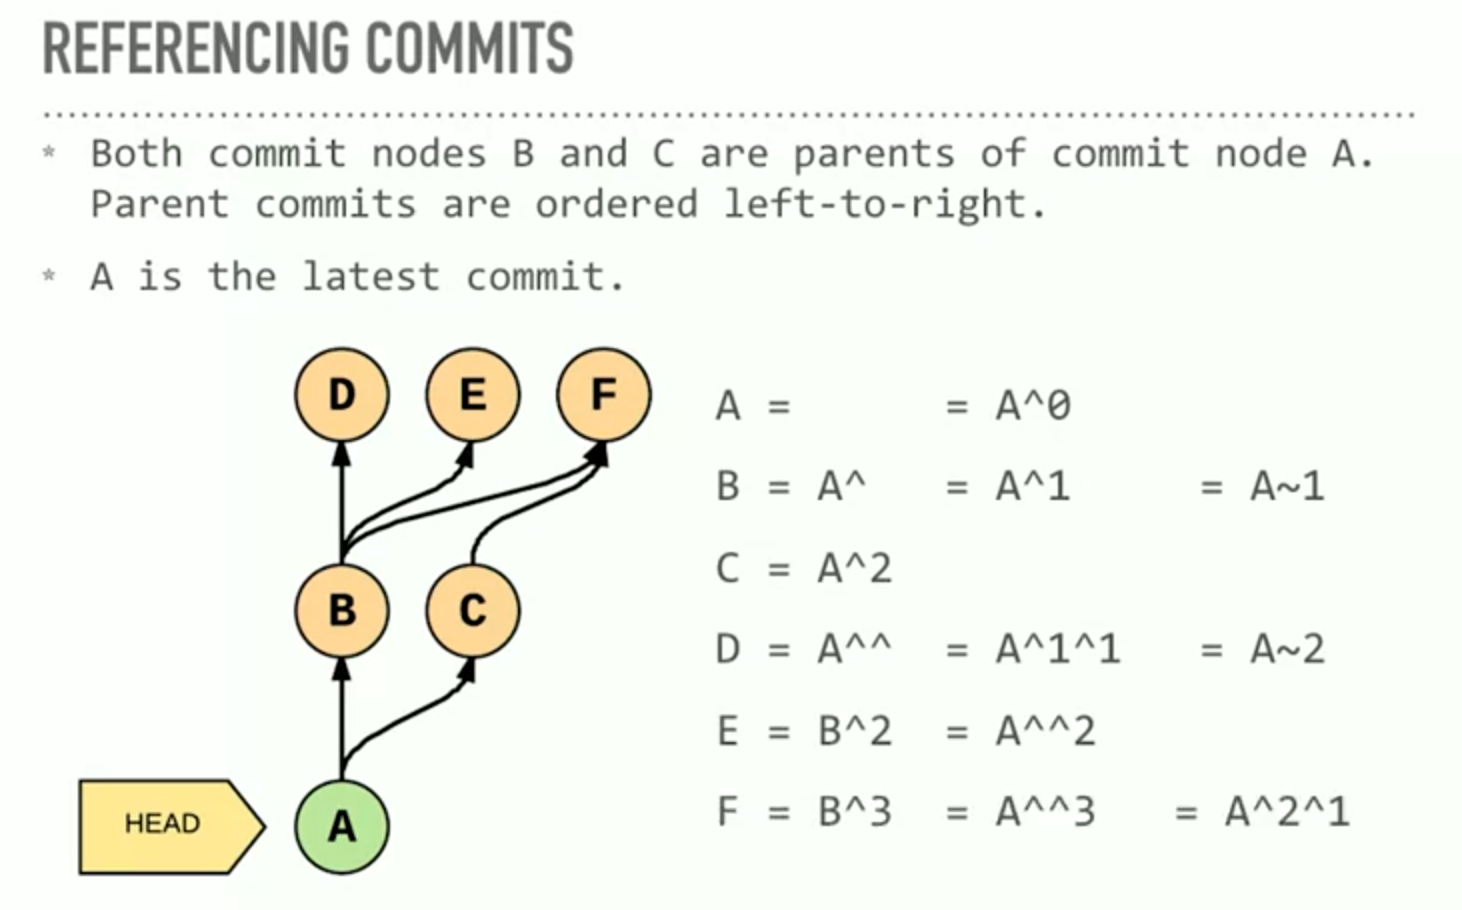 REFERENCING COMMITS
* Both commit nodes B and C are parents of commit node A.
Parent commits are ordered left-to-right.
* A is the latest commit.
D E F
B C
HEAD A
A = = A^0
B = A^ = A^1 = A~1
C = A^2
D = A^^ = A^1^1 = A~2
E = B^2 = A^^2
F = B^3 = A^^3 = A^2^1